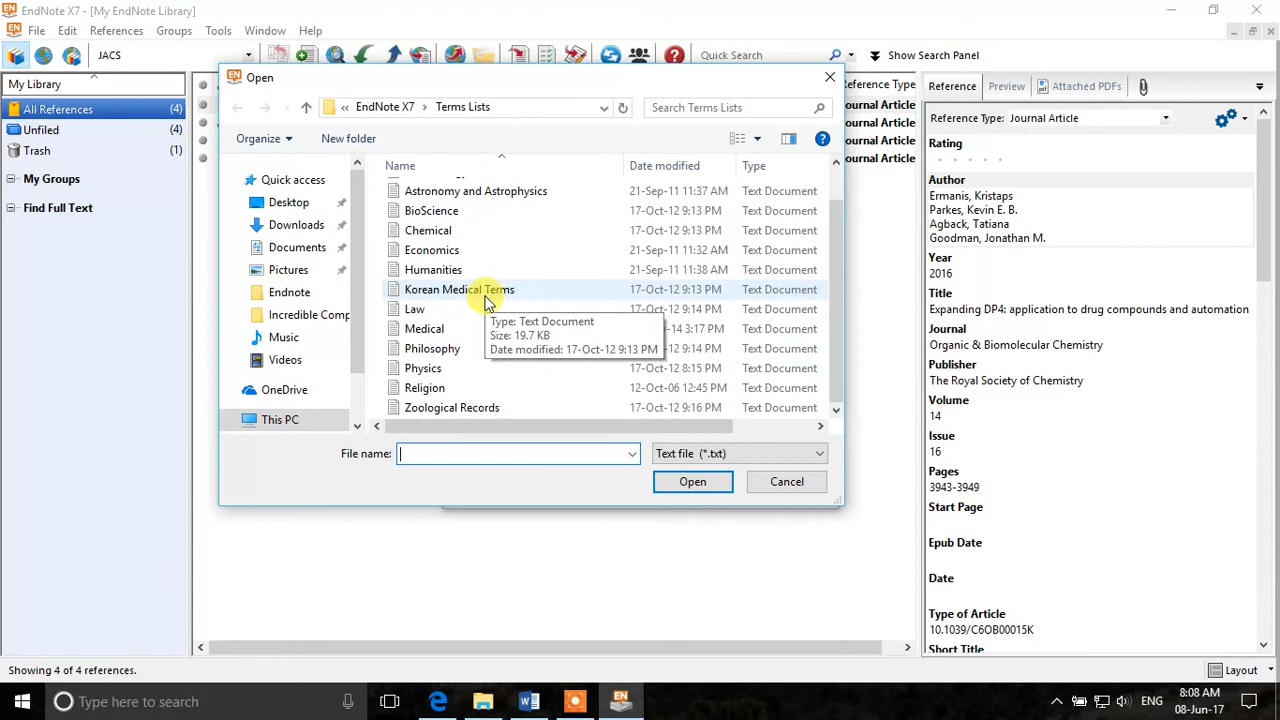 EndNote X7 - [My EndNote Library]
File Edit References Groups Tools Window Help
JACS
Quick Search
Show Search Panel
My Library
All References (4)
Unfiled (4)
Trash (1)
My Groups
Find Full Text
Open
« EndNote X7 › Terms Lists
Search Terms Lists
Organize
New folder
Quick access
Desktop
Downloads
Documents
Pictures
Endnote
Incredible Comp
Music
Videos
OneDrive
This PC
Name Date modified Type
Astronomy and Astrophysics 21-Sep-11 11:37 AM Text Document
BioScience 17-Oct-12 9:13 PM Text Document
Chemical 17-Oct-12 9:13 PM Text Document
Economics 21-Sep-11 11:32 AM Text Document
Humanities 21-Sep-11 11:38 AM Text Document
Korean Medical Terms 17-Oct-12 9:13 PM Text Document
Law 17-Oct-12 9:14 PM Text Document
Medical -14 3:17 PM Text Document
Philosophy 17-Oct-12 9:14 PM Text Document
Physics 17-Oct-12 8:15 PM Text Document
Religion 12-Oct-06 12:45 PM Text Document
Zoological Records 17-Oct-12 9:16 PM Text Document
Type: Text Document
Size: 19.7 KB
Date modified: 17-Oct-12 9:13 PM
File name:
Text file (*.txt)
Open
Cancel
Reference Type
Journal Article
Journal Article
Journal Article
Journal Article
Reference Preview Attached PDFs
Reference Type: Journal Article
Rating
Author
Ermanis, Kristaps
Parkes, Kevin E. B.
Agback, Tatiana
Goodman, Jonathan M.
Year
2016
Title
Expanding DP4: application to drug compounds and automation
Journal
Organic & Biomolecular Chemistry
Publisher
The Royal Society of Chemistry
Volume
14
Issue
16
Pages
3943-3949
Start Page
Epub Date
Date
Type of Article
10.1039/C6OB00015K
Short Title
Showing 4 of 4 references.
Layout
Type here to search
ENG
8:08 AM
08-Jun-17